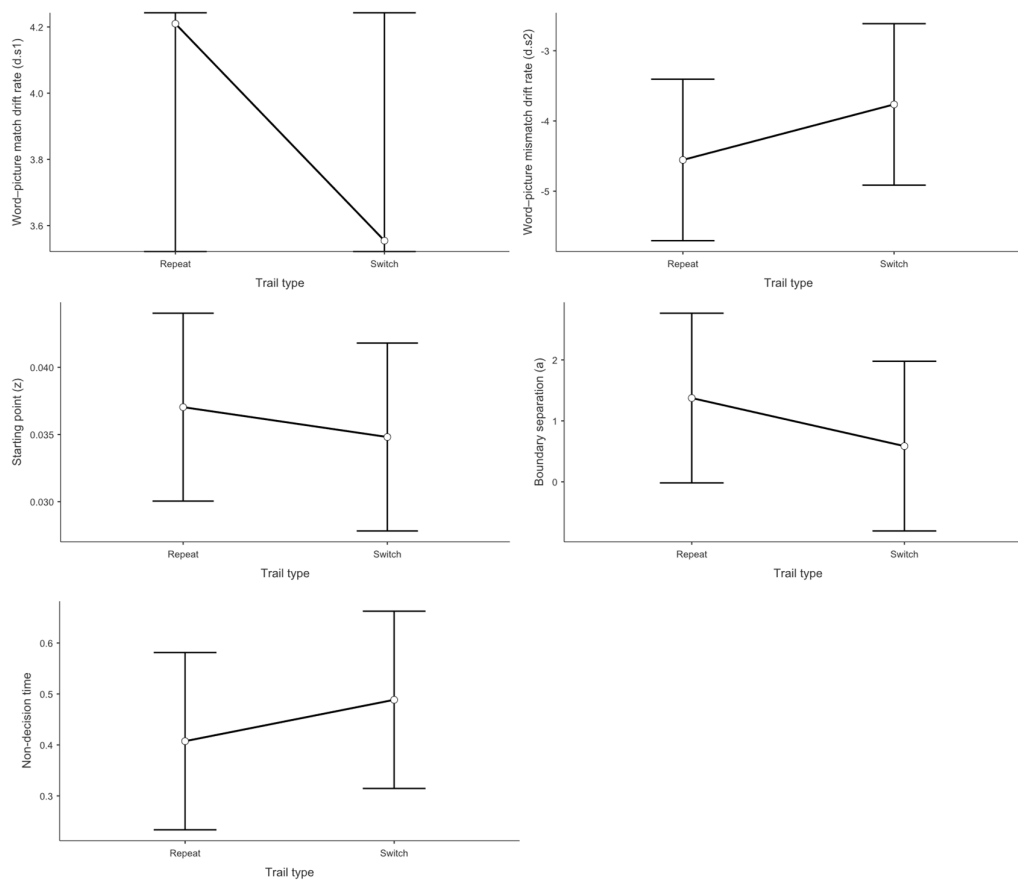 Word–picture match drift rate (d.s1)
4.2
4.0
3.8
3.6
Repeat
Switch
Trail type
Word–picture mismatch drift rate (d.s2)
-3
-4
-5
Repeat
Switch
Trail type
Starting point (z)
0.040
0.035
0.030
Repeat
Switch
Trail type
Boundary separation (a)
2
1
0
Repeat
Switch
Trail type
Non-decision time
0.6
0.5
0.4
0.3
Repeat
Switch
Trail type